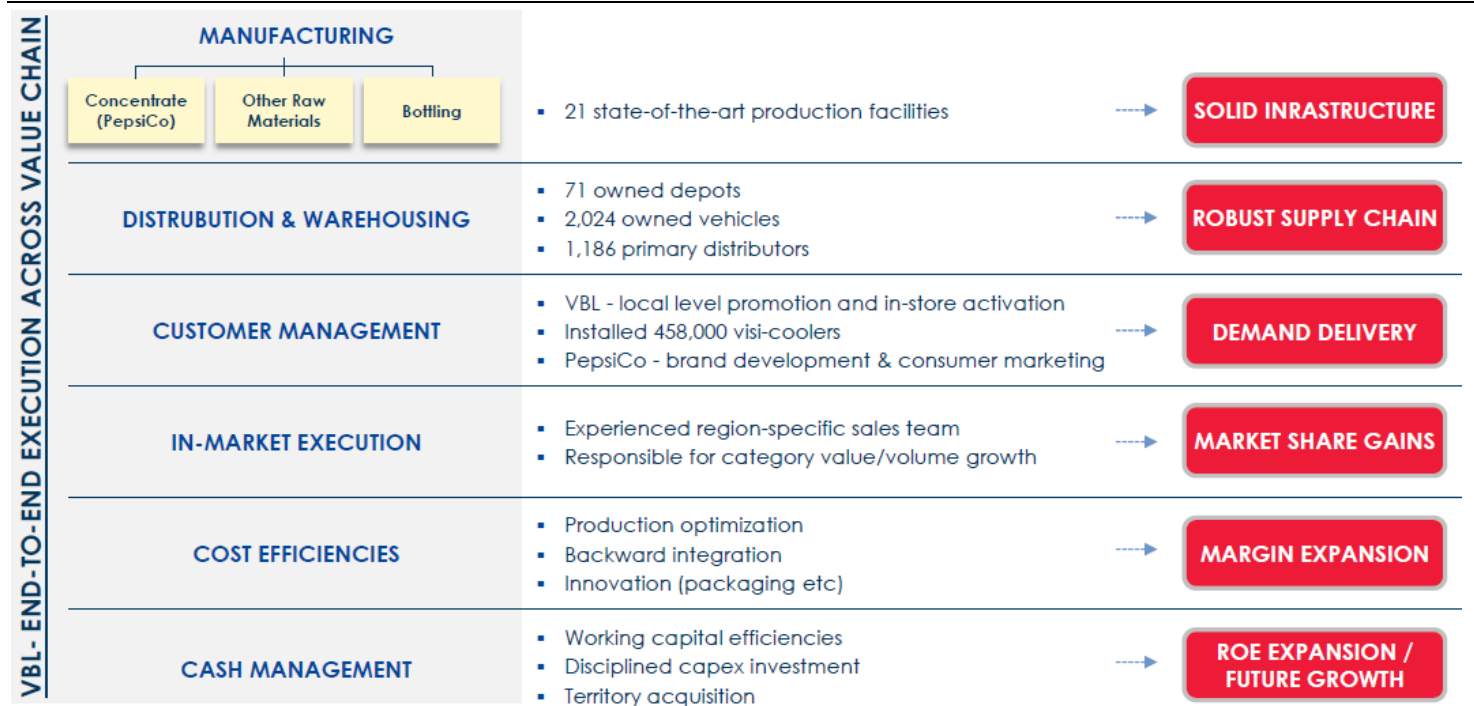 VBL- END-TO-END EXECUTION ACROSS VALUE CHAIN
MANUFACTURING
Concentrate
(PepsiCo)
Other Raw
Materials
Bottling
▪ 21 state-of-the-art production facilities
SOLID INRASTRUCTURE
DISTRUBUTION & WAREHOUSING
▪ 71 owned depots
▪ 2,024 owned vehicles
▪ 1,186 primary distributors
ROBUST SUPPLY CHAIN
CUSTOMER MANAGEMENT
▪ VBL - local level promotion and in-store activation
▪ Installed 458,000 visi-coolers
▪ PepsiCo - brand development & consumer marketing
DEMAND DELIVERY
IN-MARKET EXECUTION
▪ Experienced region-specific sales team
▪ Responsible for category value/volume growth
MARKET SHARE GAINS
COST EFFICIENCIES
▪ Production optimization
▪ Backward integration
▪ Innovation (packaging etc)
MARGIN EXPANSION
CASH MANAGEMENT
▪ Working capital efficiencies
▪ Disciplined capex investment
▪ Territory acquisition
ROE EXPANSION /
FUTURE GROWTH